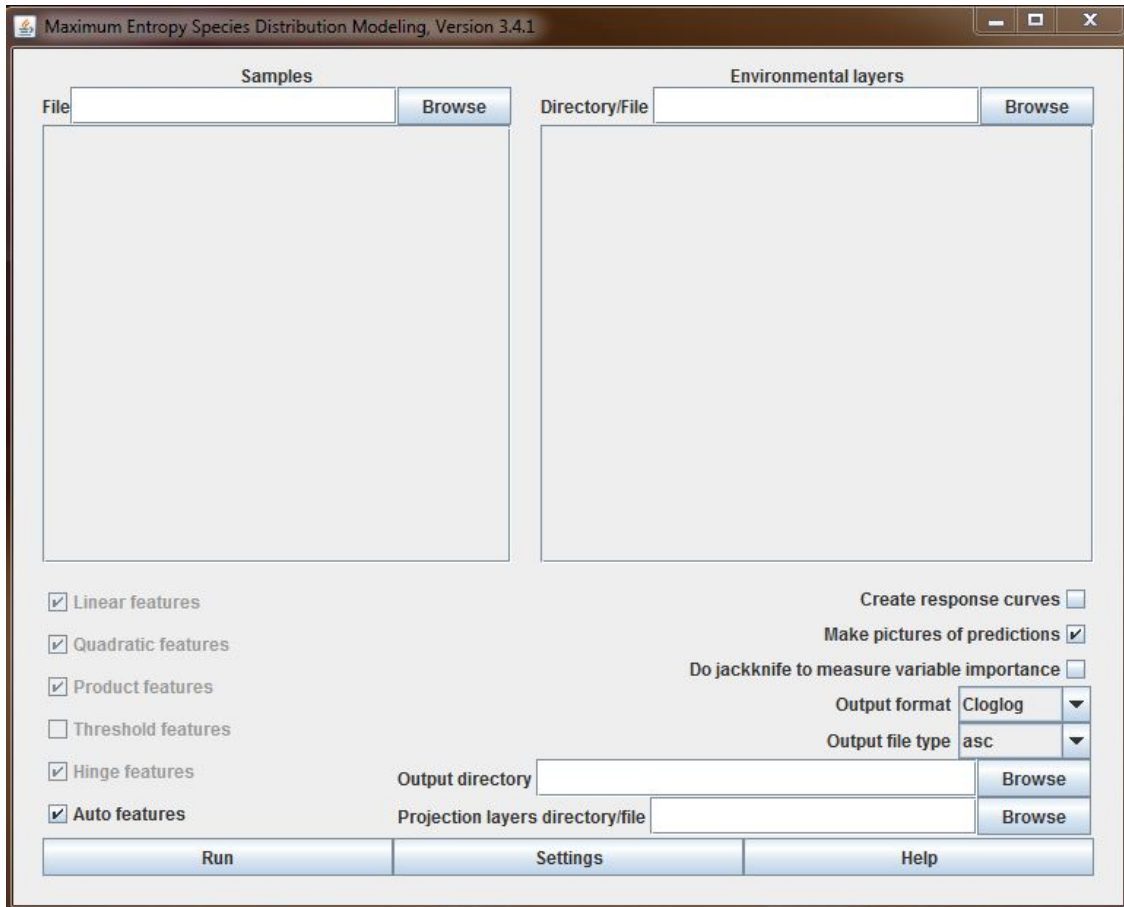 Maximum Entropy Species Distribution Modeling, Version 3.4.1
Samples
File Browse
Environmental layers
Directory/File Browse
Linear features
Quadratic features
Product features
Threshold features
Hinge features
Auto features
Create response curves
Make pictures of predictions
Do jackknife to measure variable importance
Output format Cloglog
Output file type asc
Output directory Browse
Projection layers directory/file Browse
Run Settings Help